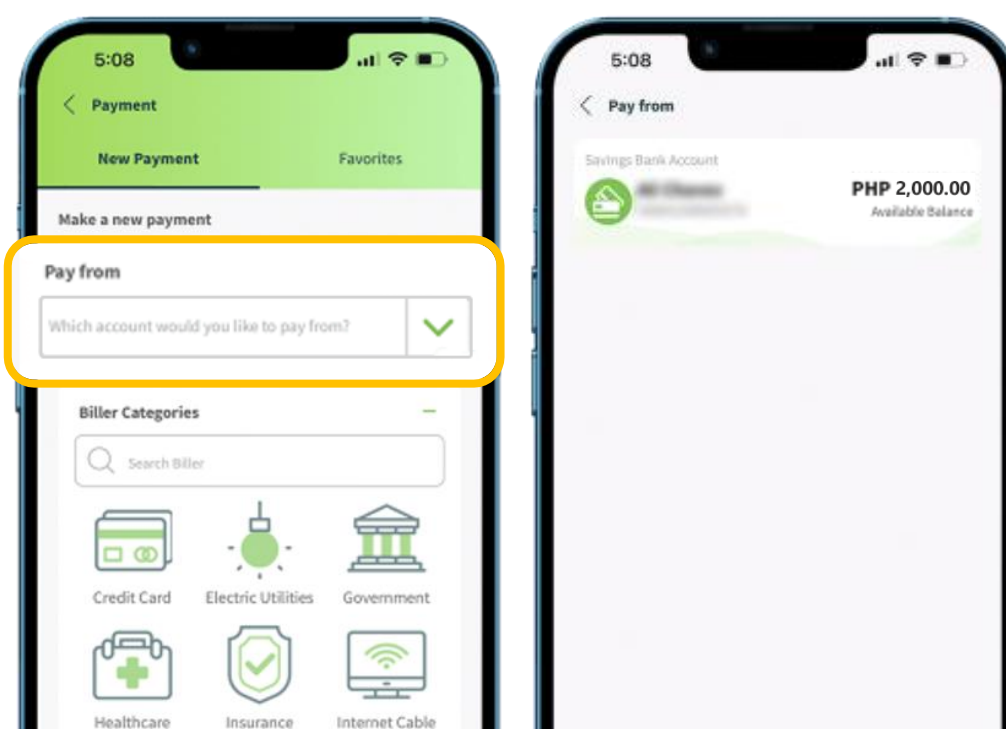 5:08
Payment
New Payment
Favorites
Make a new payment
Pay from
Which account would you like to pay from?
Biller Categories
Search Biller
Credit Card
Electric Utilities
Government
Healthcare
Insurance
Internet Cable
5:08
Pay from
Savings Bank Account
PHP 2,000.00
Available Balance